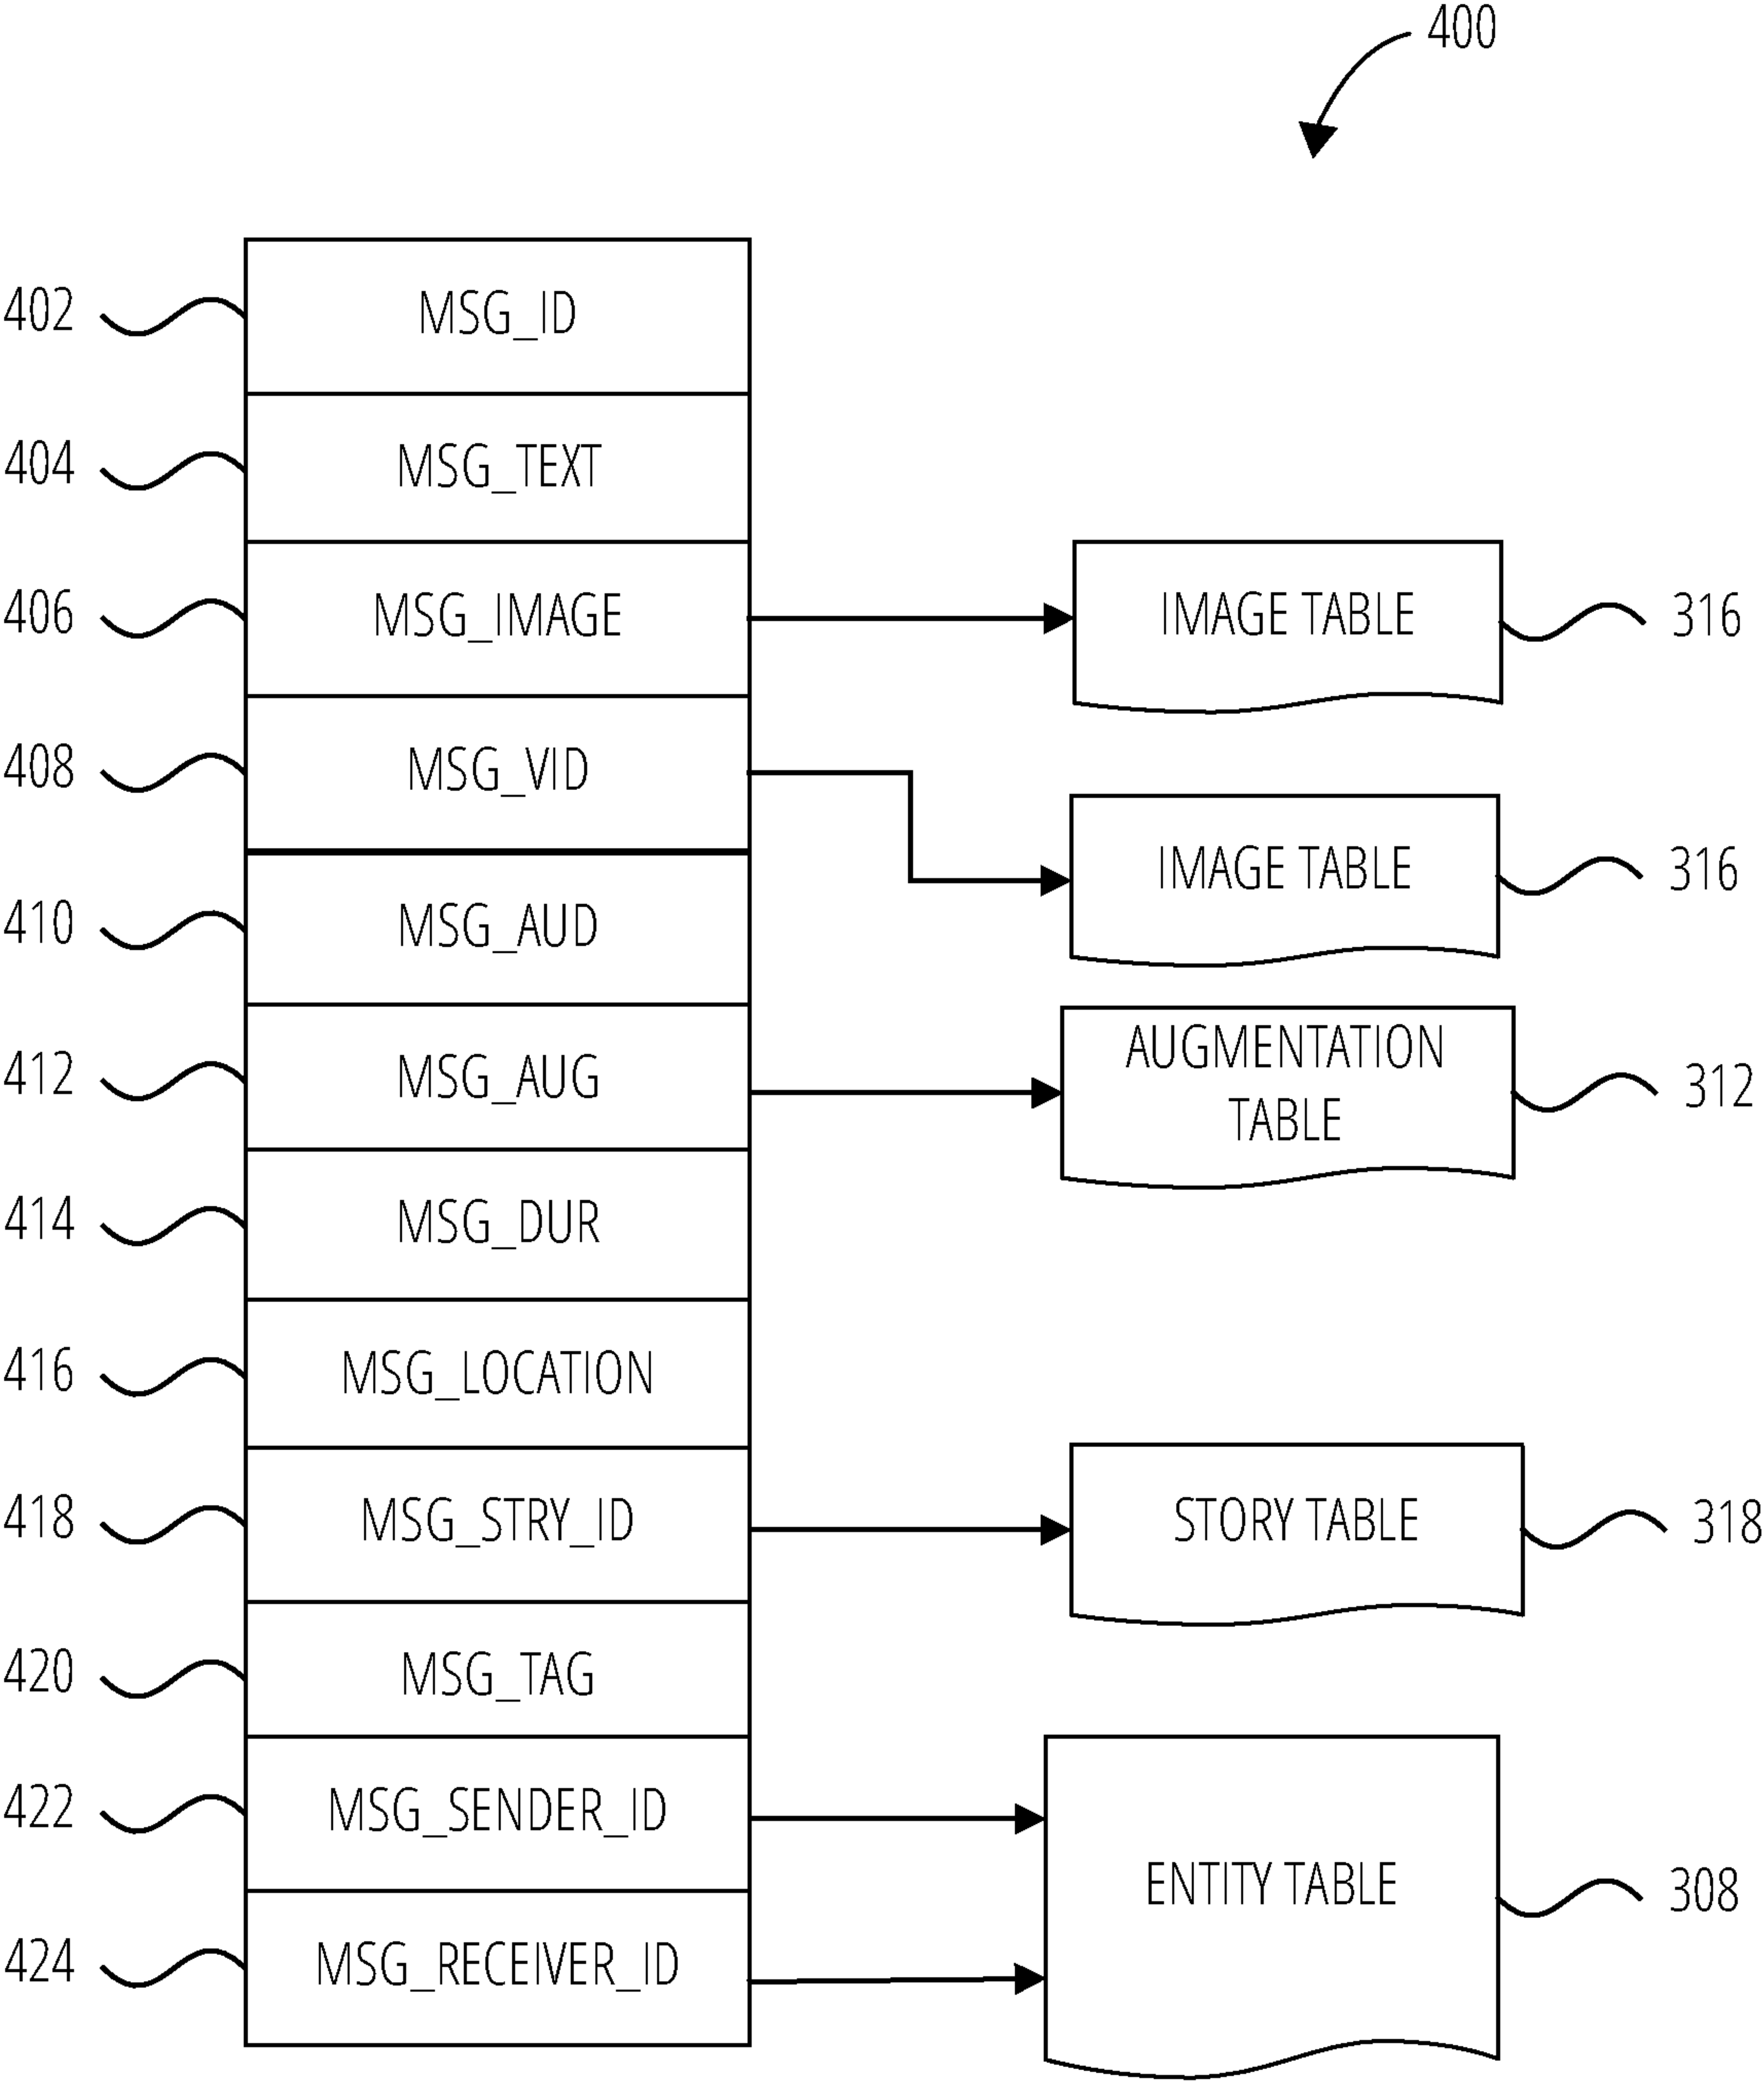 400
402 MSG_ID
404 MSG_TEXT
406 MSG_IMAGE IMAGE TABLE 316
408 MSG_VID
IMAGE TABLE 316
410 MSG_AUD
412 MSG_AUG
AUGMENTATION
TABLE
312
414 MSG_DUR
416 MSG_LOCATION
418 MSG_STRY_ID STORY TABLE 318
420 MSG_TAG
422 MSG_SENDER_ID
ENTITY TABLE 308
424 MSG_RECEIVER_ID